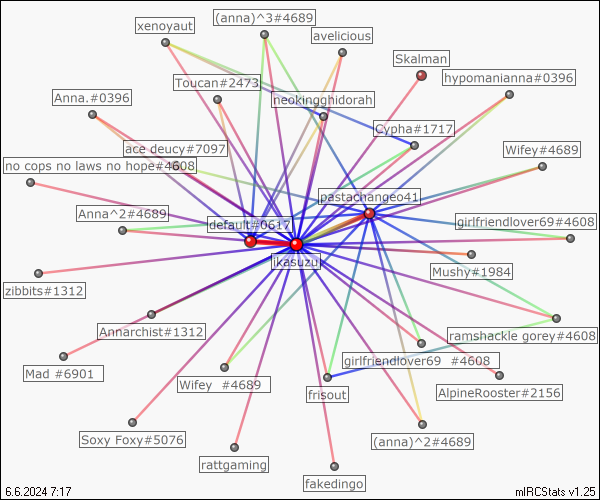 (anna)^3#4689
xenoyaut
avelicious
Skalman
Toucan#2473
hypomanianna#0396
Anna.#0396
neokingghidorah
Cypha#1717
ace deucy#7097
Wifey#4689
no cops no laws no hope#4608
pastachangeo41
Anna^2#4689
default#0617
girlfriendlover69#4608
ikasuzu
Mushy#1984
zibbits#1312
Annarchist#1312
ramshackle gorey#4608
girlfriendlover69 #4608
Mad #6901
Wifey #4689
frisout
AlpineRooster#2156
Soxy Foxy#5076
(anna)^2#4689
rattgaming
fakedingo
6.6.2024 7:17
mIRCStats v1.25